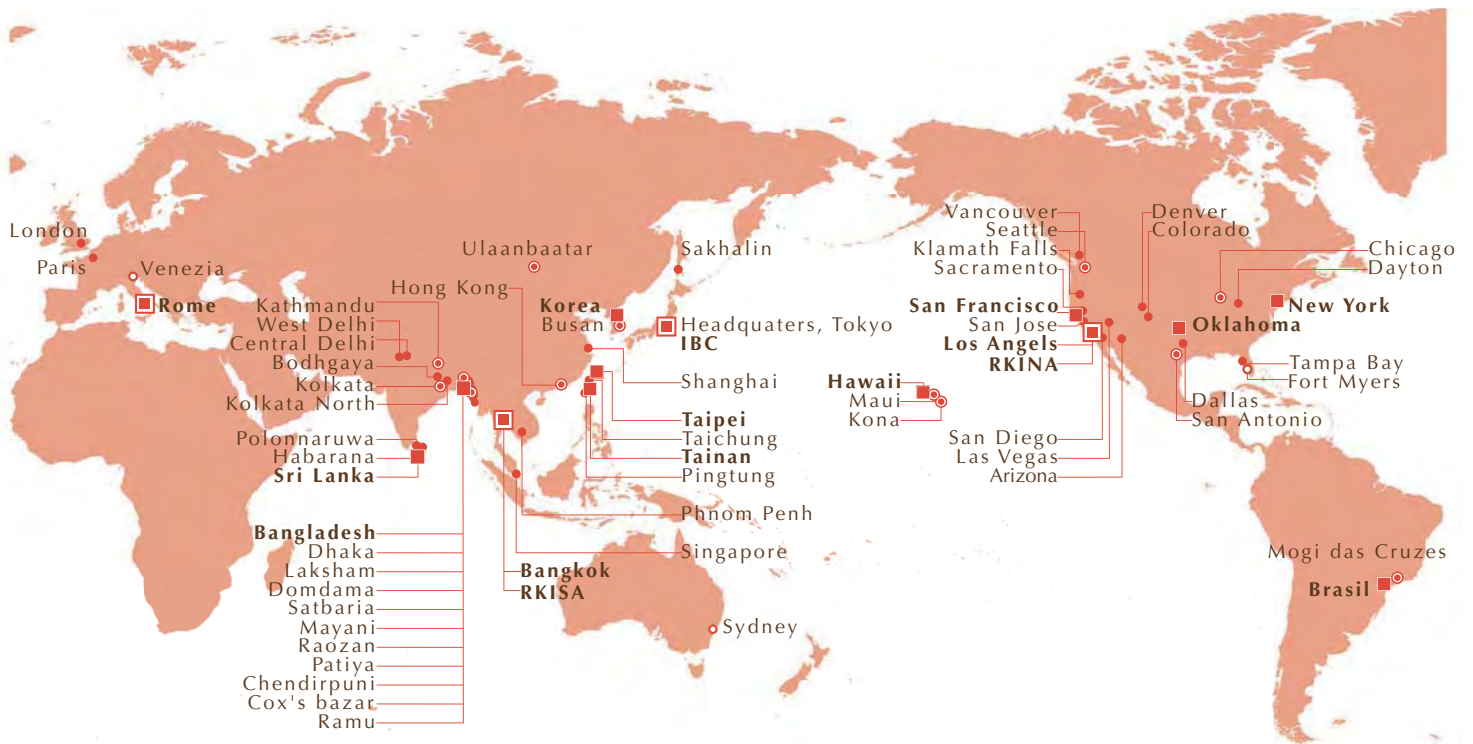 London
Paris
Venezia
Rome
Ulaanbaatar
Sakhalin
Hong Kong
Korea
Busan
Headquaters, Tokyo
IBC
Kathmandu
West Delhi
Central Delhi
Bodhgaya
Kolkata
Kolkata North
Polonnaruwa
Habarana
Sri Lanka
Shanghai
Taipei
Taichung
Tainan
Pingtung
Phnom Penh
Singapore
Bangkok
RKISA
Bangladesh
Dhaka
Laksham
Domdama
Satbaria
Mayani
Raozan
Patiya
Chendirpuni
Cox's bazar
Ramu
Sydney
Hawaii
Maui
Kona
Vancouver
Seattle
Klamath Falls
Sacramento
San Francisco
San Jose
Los Angels
RKINA
San Diego
Las Vegas
Arizona
Denver
Colorado
Chicago
Dayton
New York
Oklahoma
Tampa Bay
Fort Myers
Dallas
San Antonio
Mogi das Cruzes
Brasil